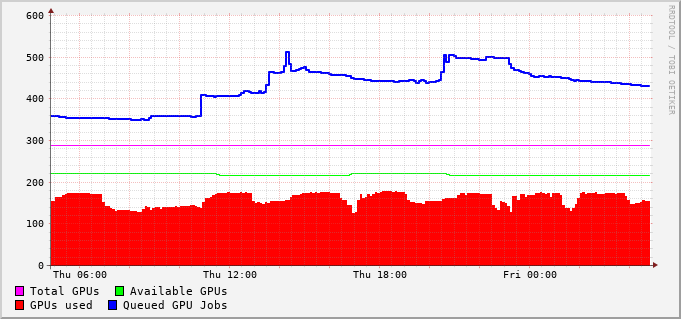 600
500
400
300
200
100
0
Thu 06:00 Thu 12:00 Thu 18:00 Fri 00:00
Total GPUs Available GPUs
GPUs used Queued GPU Jobs
RRDTOOL / TOBI OETIKER